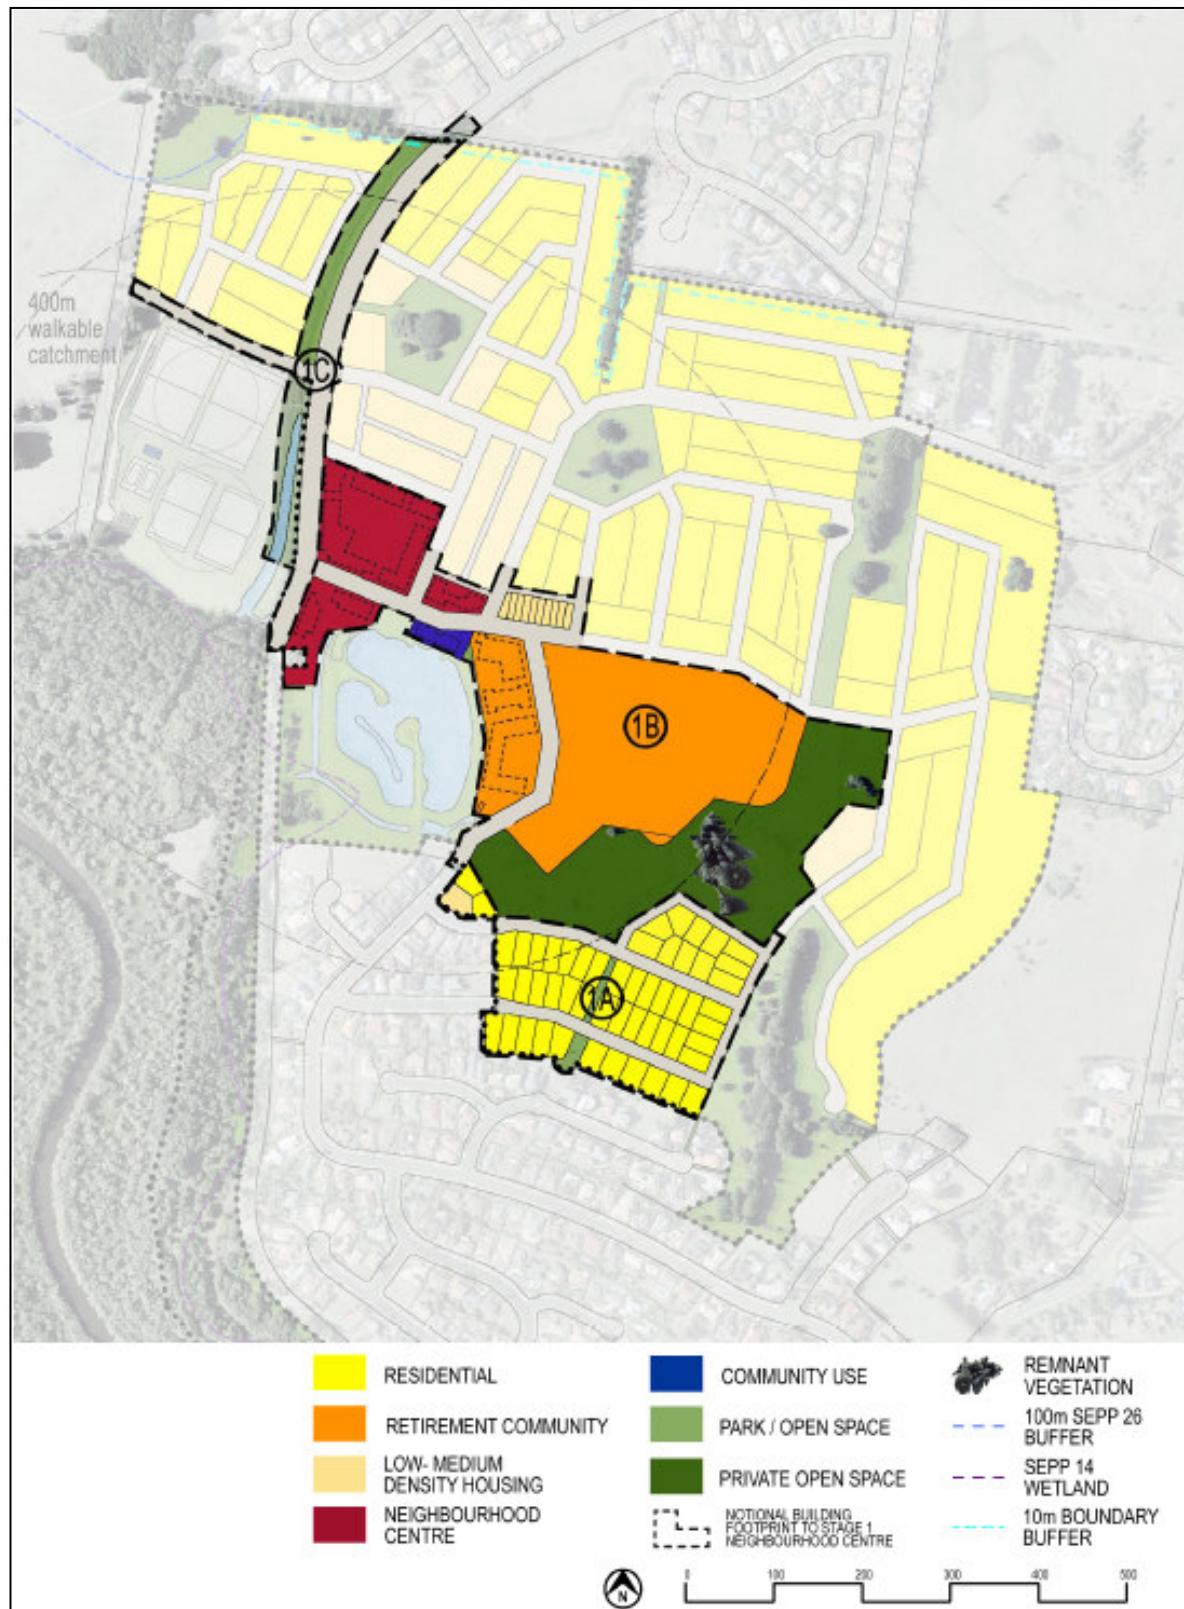 400m
walkable
catchment
1C
1B
1A
RESIDENTIAL
RETIREMENT COMMUNITY
LOW- MEDIUM
DENSITY HOUSING
NEIGHBOURHOOD
CENTRE
COMMUNITY USE
PARK / OPEN SPACE
PRIVATE OPEN SPACE
NOTIONAL BUILDING
FOOTPRINT TO STAGE 1
NEIGHBOURHOOD CENTRE
REMNANT
VEGETATION
100m SEPP 26
BUFFER
SEPP 14
WETLAND
10m BOUNDARY
BUFFER
N
0 100 200 300 400 500